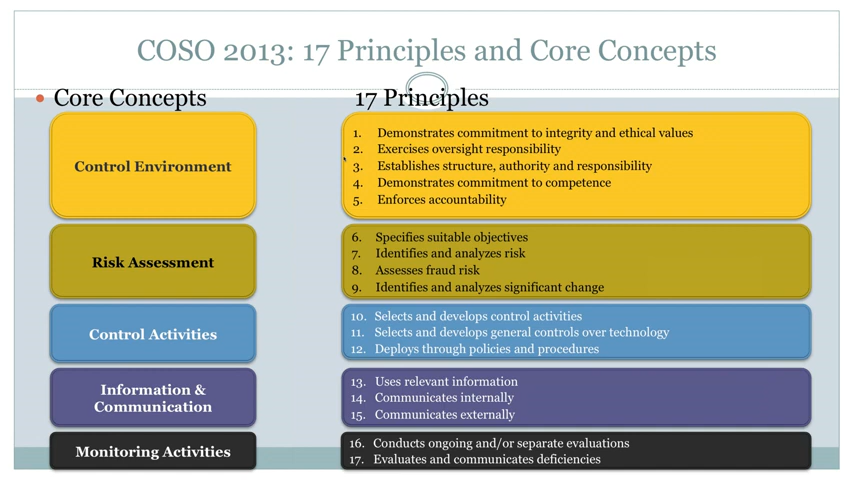 COSO 2013: 17 Principles and Core Concepts
• Core Concepts
17 Principles
Control Environment
1. Demonstrates commitment to integrity and ethical values
2. Exercises oversight responsibility
3. Establishes structure, authority and responsibility
4. Demonstrates commitment to competence
5. Enforces accountability
Risk Assessment
6. Specifies suitable objectives
7. Identifies and analyzes risk
8. Assesses fraud risk
9. Identifies and analyzes significant change
Control Activities
10. Selects and develops control activities
11. Selects and develops general controls over technology
12. Deploys through policies and procedures
Information &
Communication
13. Uses relevant information
14. Communicates internally
15. Communicates externally
Monitoring Activities
16. Conducts ongoing and/or separate evaluations
17. Evaluates and communicates deficiencies